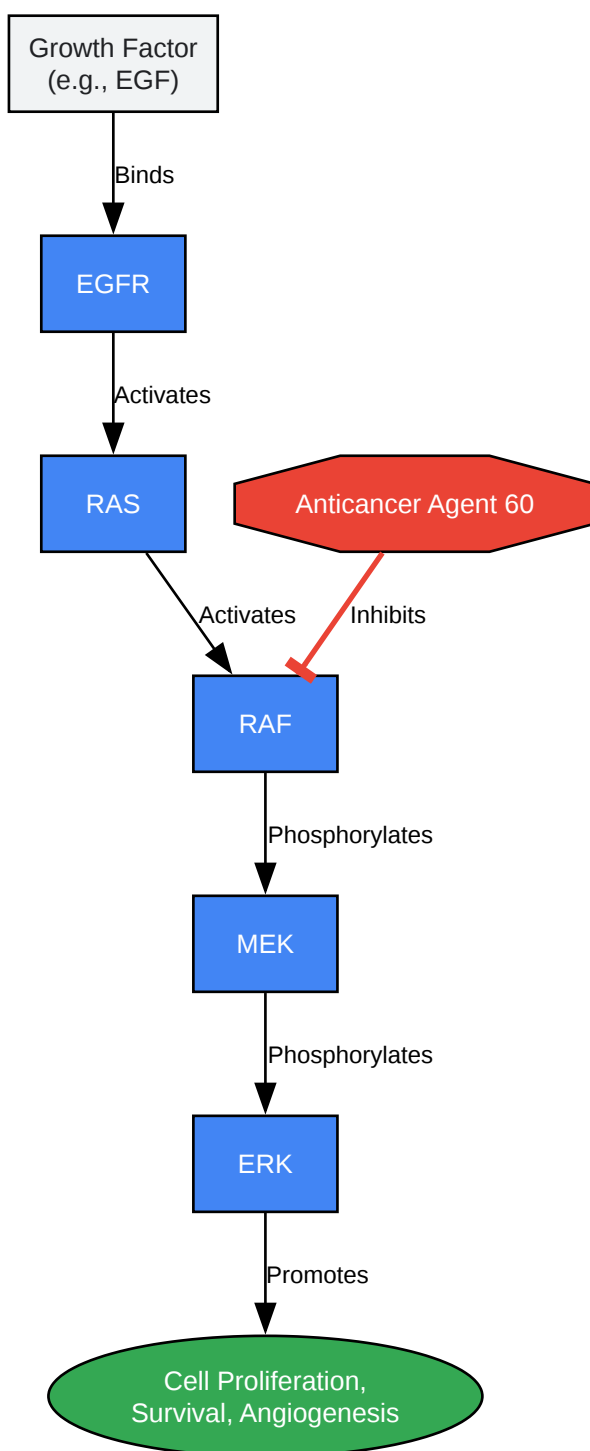 Growth Factor
(e.g., EGF)
Binds
EGFR
Activates
RAS
Anticancer Agent 60
Activates
Inhibits
RAF
Phosphorylates
MEK
Phosphorylates
ERK
Promotes
Cell Proliferation,
Survival, Angiogenesis